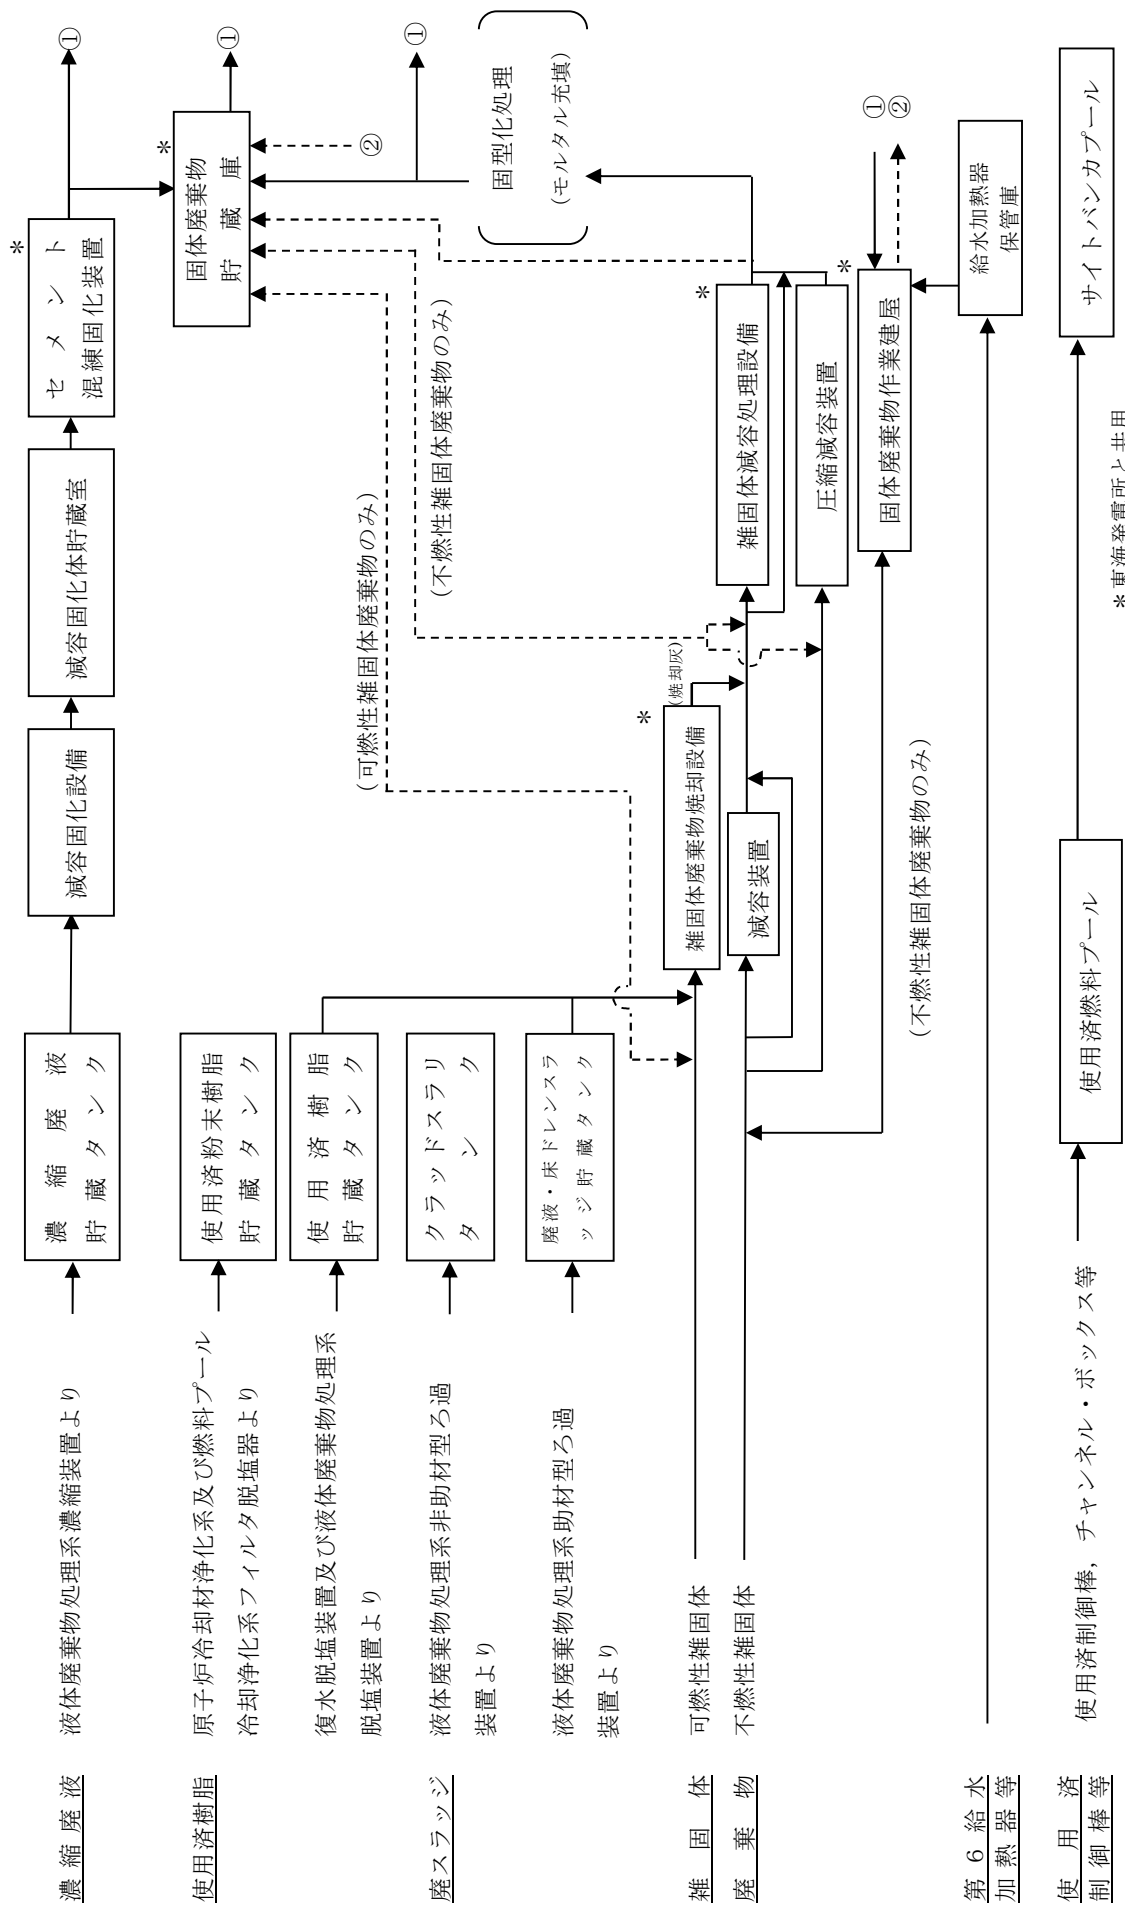 濃縮廃液
液体廃棄物処理系濃縮装置より
濃縮廃液
貯蔵タンク
減容固化設備
減容固化体貯蔵室
セメント
混練固化装置
*
①
使用済樹脂
原子炉冷却材浄化系及び燃料プール
冷却浄化系フィルタ脱塩器より
使用済粉末樹脂
貯蔵タンク
復水脱塩装置及び液体廃棄物処理系
脱塩装置より
使用済樹脂
貯蔵タンク
固体廃棄物
貯蔵庫
*
①
②
廃スラッジ
液体廃棄物処理系非助材型ろ過
装置より
クラッドスラリ
タンク
液体廃棄物処理系助材型ろ過
装置より
廃液・床ドレンスラ
ッジ貯蔵タンク
(可燃性雑固体廃棄物のみ)
(不燃性雑固体廃棄物のみ)
①
固型化処理
(モルタル充填)
雑固体
廃棄物
可燃性雑固体
不燃性雑固体
雑固体廃棄物焼却設備
*
(焼却灰)
減容装置
雑固体減容処理設備
*
圧縮減容装置
固体廃棄物作業建屋
*
①
②
(不燃性雑固体廃棄物のみ)
第6給水
加熱器等
給水加熱器
保管庫
使用済
制御棒等
使用済制御棒，チャンネル・ボックス等
使用済燃料プール
サイトバンカプール
*東海発電所と共用